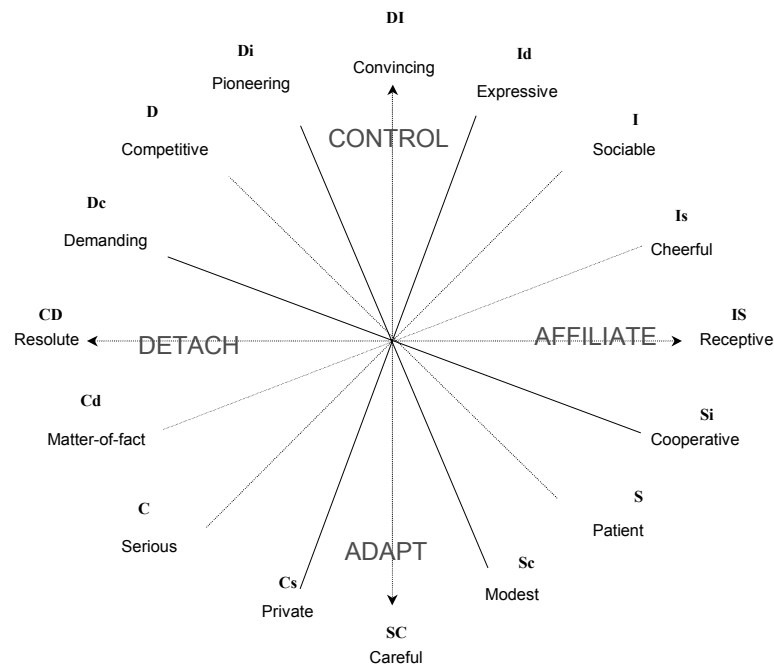 DI
Convincing
Di
Pioneering
Id
Expressive
D
Competitive
CONTROL
I
Sociable
Dc
Demanding
Is
Cheerful
CD
Resolute
DETACH
AFFILIATE
IS
Receptive
Cd
Matter-of-fact
Si
Cooperative
C
Serious
S
Patient
ADAPT
Cs
Private
Sc
Modest
SC
Careful